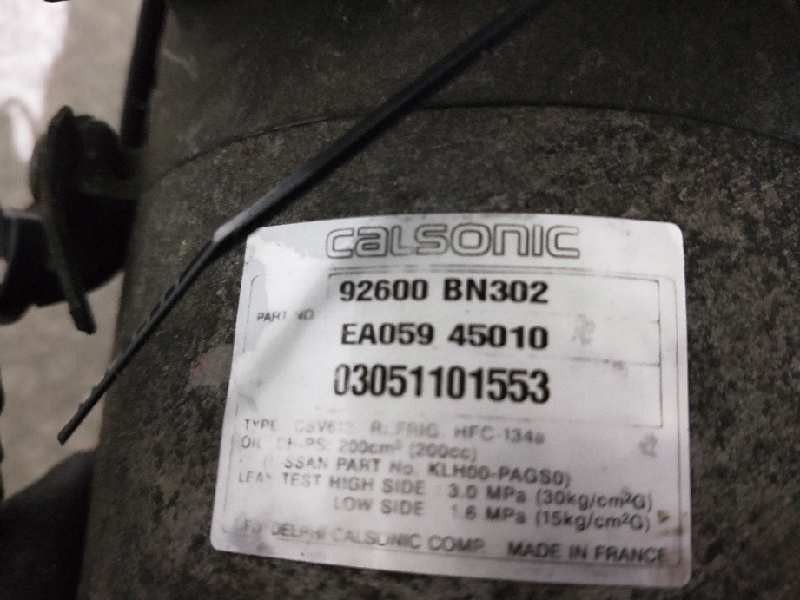 CALSONIC
92600 BN302
PART NO.
EA059 45010
03051101553
TYPE CSV613 REFRIG. HFC-134a
200cm³ (200cc)
PART No. KLH00-PAGS0)
LEAK TEST HIGH SIDE : 3.0 MPa (30kg/cm²G)
LOW SIDE : 1.6 MPa (15kg/cm²G)
DELPHI CALSONIC COMP. MADE IN FRANCE